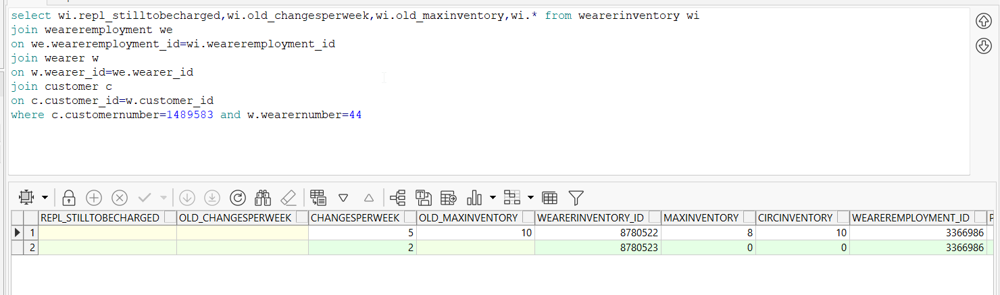 select wi.repl_stilltobecharged,wi.old_changesperweek,wi.old_maxinventory,wi.* from wearerinventory wi
join weareremployment we
on we.weareremployment_id=wi.weareremployment_id
join wearer w
on w.wearer_id=we.wearer_id
join customer c
on c.customer_id=w.customer_id
where c.customernumber=1489583 and w.wearernumber=44
REPL_STILLTOBECHARGED OLD_CHANGESPERWEEK CHANGESPERWEEK OLD_MAXINVENTORY WEARERINVENTORY_ID MAXINVENTORY CIRCINVENTORY WEAREREMPLOYMENT_ID
1 5 10 8780522 8 10 3366986
2 2 8780523 0 0 3366986